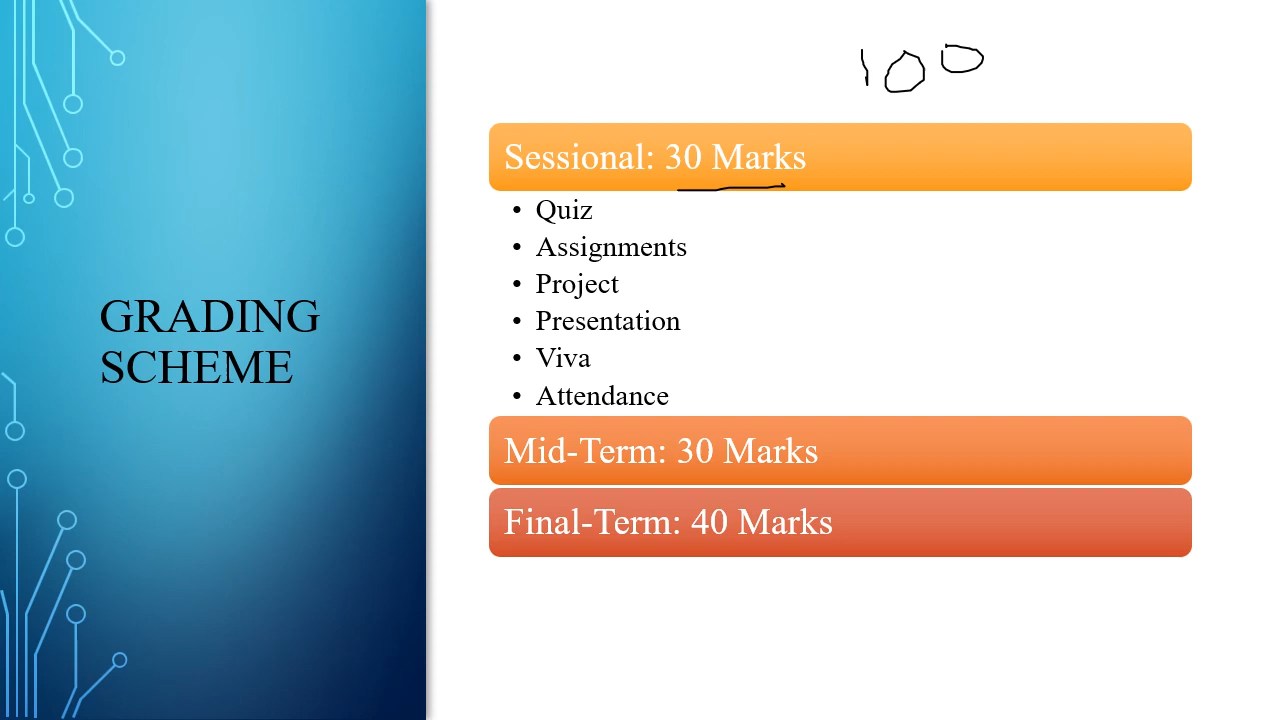 GRADING
SCHEME
100
Sessional: 30 Marks
• Quiz
• Assignments
• Project
• Presentation
• Viva
• Attendance
Mid-Term: 30 Marks
Final-Term: 40 Marks